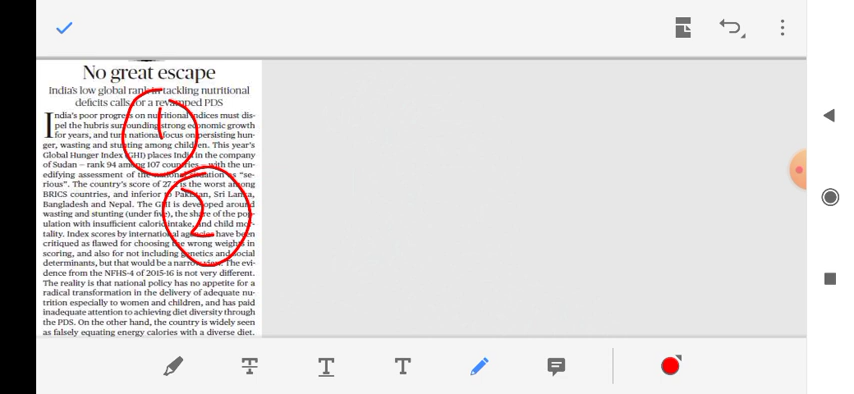 No great escape
India's low global rank in tackling nutritional
deficits calls for a revamped PDS
India's poor progress on nutritional indices must dis-
pel the hubris surrounding strong economic growth
for years, and turn national focus on persisting hun-
ger, wasting and stunting among children. This year's
Global Hunger Index (GHI) places India in the company
of Sudan — rank 94 among 107 countries — with the un-
edifying assessment of the national situation as "se-
rious". The country's score of 27.2 is the worst among
BRICS countries, and inferior to Pakistan, Sri Lanka,
Bangladesh and Nepal. The GHI is developed around
wasting and stunting (under five), the share of the pop-
ulation with insufficient caloric intake, and child mor-
tality. Index scores by international agencies have been
critiqued as flawed for choosing the wrong weights in
scoring, and also for not including genetics and social
determinants, but that would be a narrow view. The evi-
dence from the NFHS-4 of 2015-16 is not very different.
The reality is that national policy has no appetite for a
radical transformation in the delivery of adequate nu-
trition especially to women and children, and has paid
inadequate attention to achieving diet diversity through
the PDS. On the other hand, the country is widely seen
as falsely equating energy calories with a diverse diet.
1
2
T
T
T